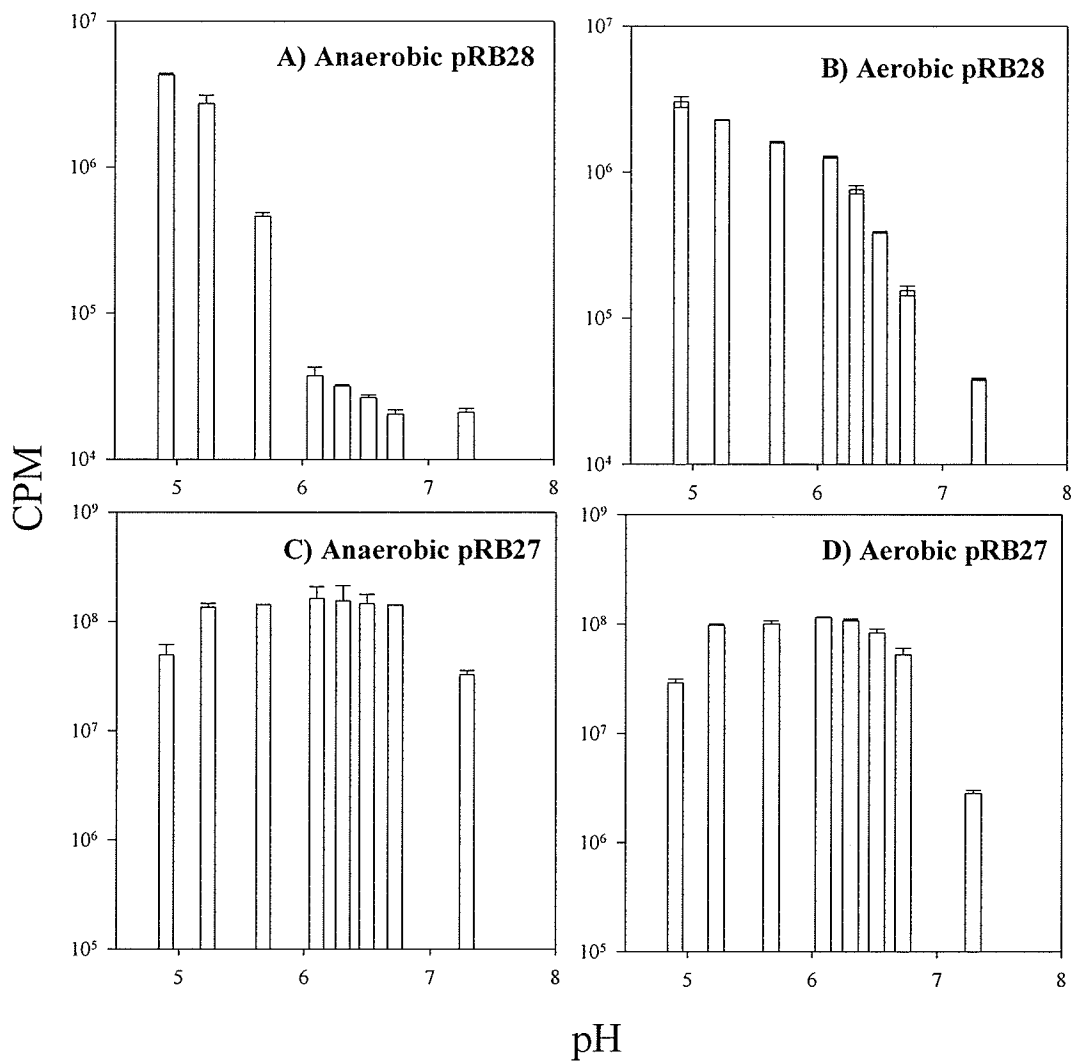 10⁷
A) Anaerobic pRB28
10⁶
10⁵
10⁴
5 6 7 8
10⁷
B) Aerobic pRB28
10⁶
10⁵
10⁴
5 6 7 8
CPM
10⁹
C) Anaerobic pRB27
10⁸
10⁷
10⁶
10⁵
5 6 7 8
10⁹
D) Aerobic pRB27
10⁸
10⁷
10⁶
10⁵
5 6 7 8
pH